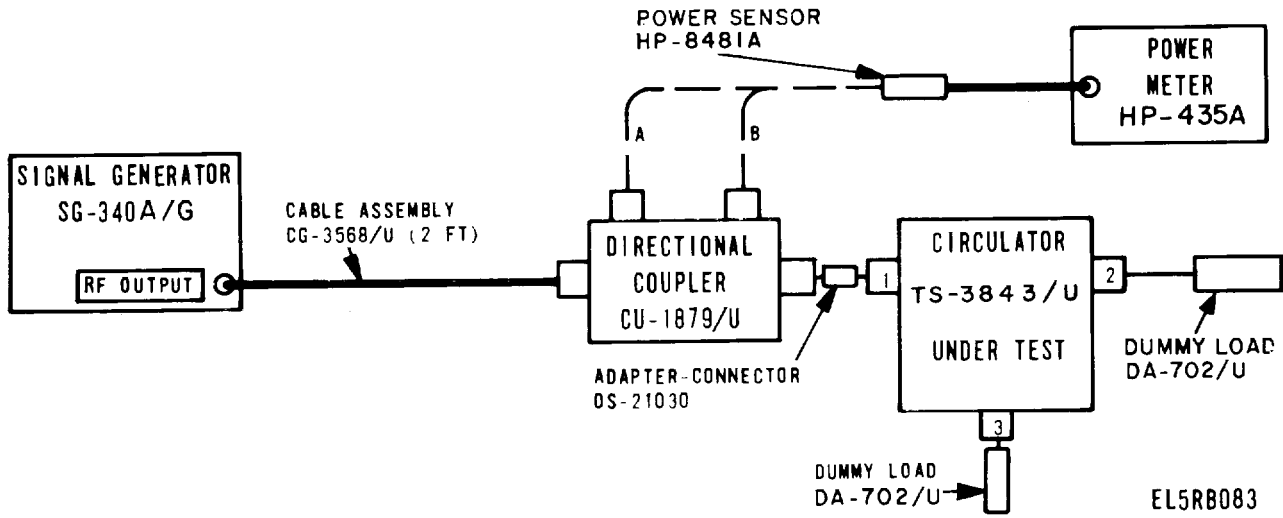 POWER SENSOR
HP-8481A
POWER
METER
HP-435A
A
B
SIGNAL GENERATOR
SG-340A/G
RF OUTPUT
CABLE ASSEMBLY
CG-3568/U (2 FT)
DIRECTIONAL
COUPLER
CU-1879/U
ADAPTER-CONNECTOR
OS-21030
1
CIRCULATOR
TS-3843/U
UNDER TEST
2
3
DUMMY LOAD
DA-702/U
DUMMY LOAD
DA-702/U
EL5RB083